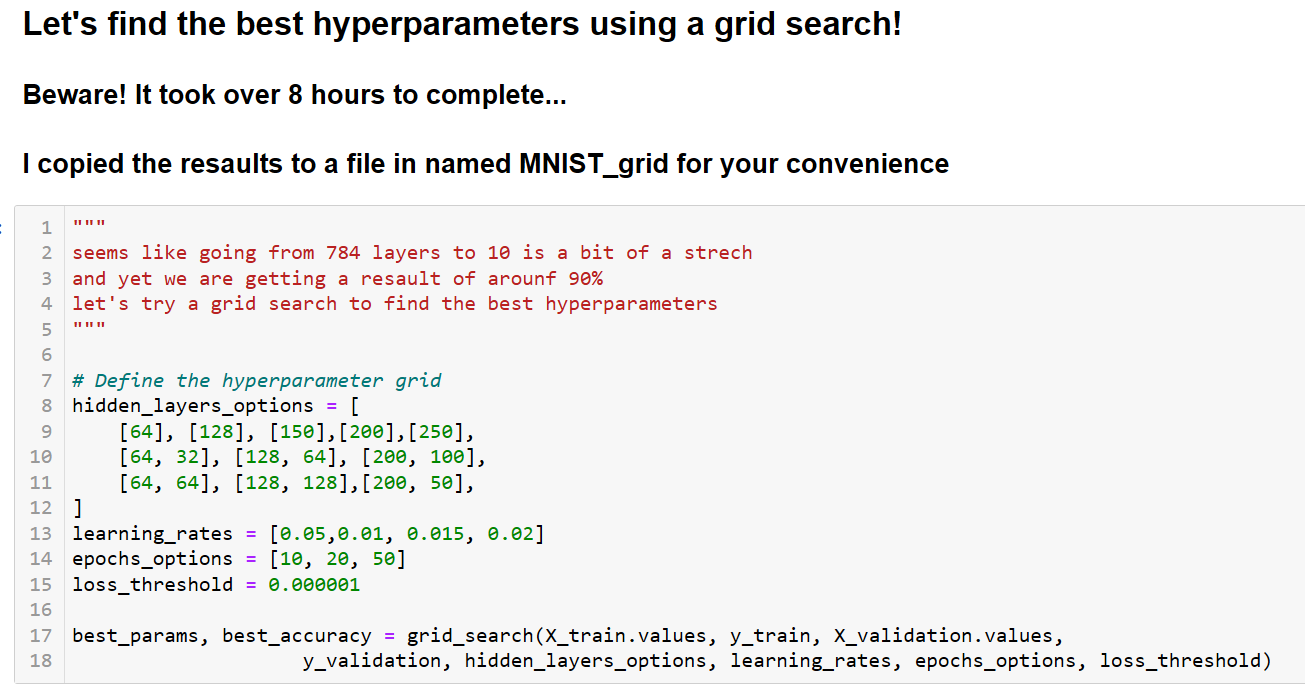 Let's find the best hyperparameters using a grid search!
Beware! It took over 8 hours to complete...
I copied the resaults to a file in named MNIST_grid for your convenience
1 """
2 seems like going from 784 layers to 10 is a bit of a strech
3 and yet we are getting a resault of arounf 90%
4 let's try a grid search to find the best hyperparameters
5 """
6
7 # Define the hyperparameter grid
8 hidden_layers_options = [
9     [64], [128], [150],[200],[250],
10     [64, 32], [128, 64], [200, 100],
11     [64, 64], [128, 128],[200, 50],
12 ]
13 learning_rates = [0.05,0.01, 0.015, 0.02]
14 epochs_options = [10, 20, 50]
15 loss_threshold = 0.000001
16
17 best_params, best_accuracy = grid_search(X_train.values, y_train, X_validation.values,
18                     y_validation, hidden_layers_options, learning_rates, epochs_options, loss_threshold)